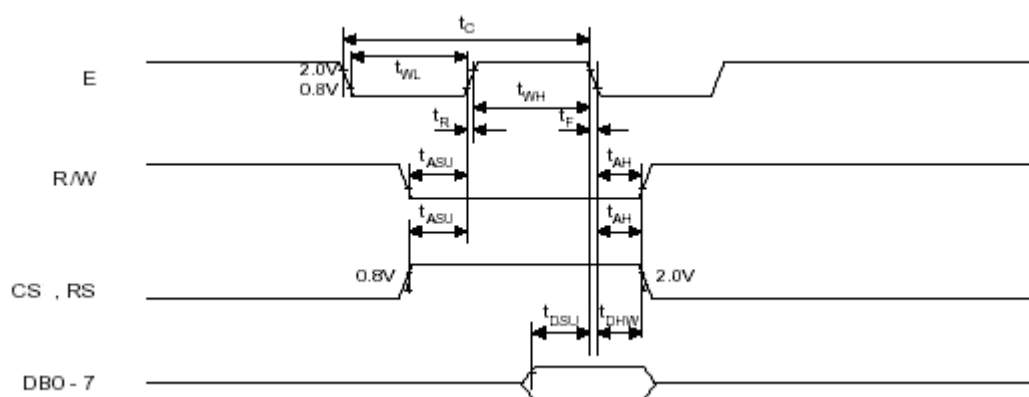 tC
E
2.0V
0.8V
tWL
tWH
tR
tF
R/W
tASU
tAH
tASU
tAH
CS , RS
0.8V
2.0V
tDSU
tDHW
DB0 - 7